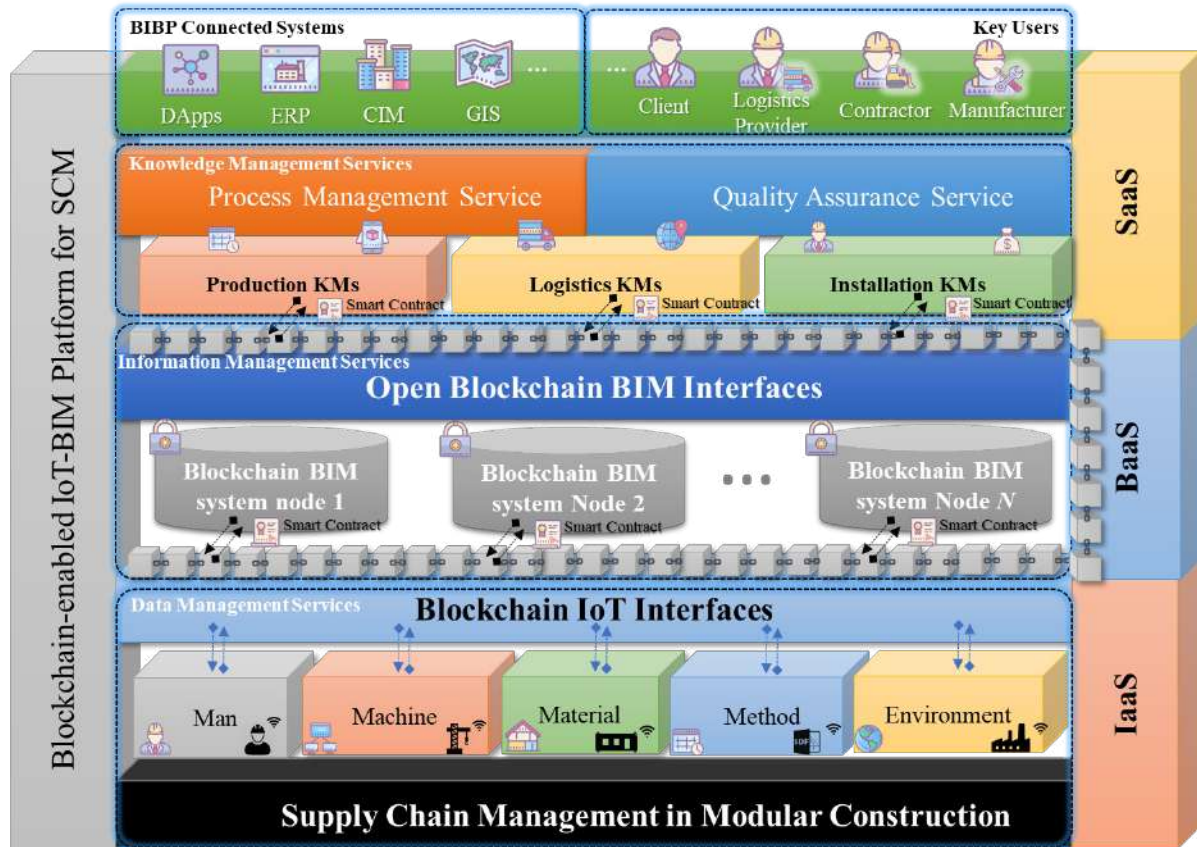 BIBP Connected Systems
Key Users
DApps
ERP
CIM
GIS
...
...
Client
Logistics
Provider
Contractor
Manufacturer
Blockchain-enabled IoT-BIM Platform for SCM
SaaS
Knowledge Management Services
Process Management Service
Quality Assurance Service
Production KMs
Logistics KMs
Installation KMs
Smart Contract
Smart Contract
Smart Contract
Information Management Services
Open Blockchain BIM Interfaces
BaaS
Blockchain BIM
system node 1
Blockchain BIM
system Node 2
...
Blockchain BIM
system Node N
Smart Contract
Smart Contract
Smart Contract
Data Management Services
Blockchain IoT Interfaces
IaaS
Man
Machine
Material
Method
Environment
Supply Chain Management in Modular Construction